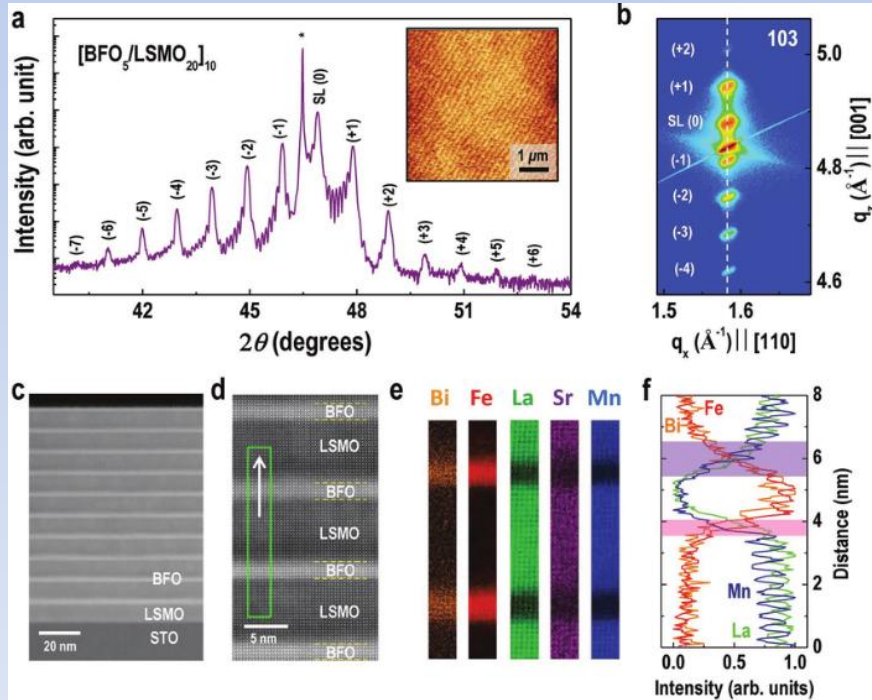 a
[BFO5/LSMO20]10
*
SL (0)
(-7)
(-6)
(-5)
(-4)
(-3)
(-2)
(-1)
(+1)
(+2)
(+3)
(+4)
(+5)
(+6)
1 µm
Intensity (arb. unit)
42 45 48 51 54
2θ (degrees)
b
103
(+2)
(+1)
SL (0)
(-1)
(-2)
(-3)
(-4)
5.0
4.8
4.6
qz (Å-1)|| [001]
1.5 1.6
qx (Å-1)|| [110]
c
BFO
LSMO
STO
20 nm
d
BFO
LSMO
BFO
LSMO
BFO
LSMO
BFO
5 nm
e
Bi Fe La Sr Mn
f
Fe
Bi
Mn
La
8
6
4
2
0
Distance (nm)
0.0 0.5 1.0
Intensity (arb. units)